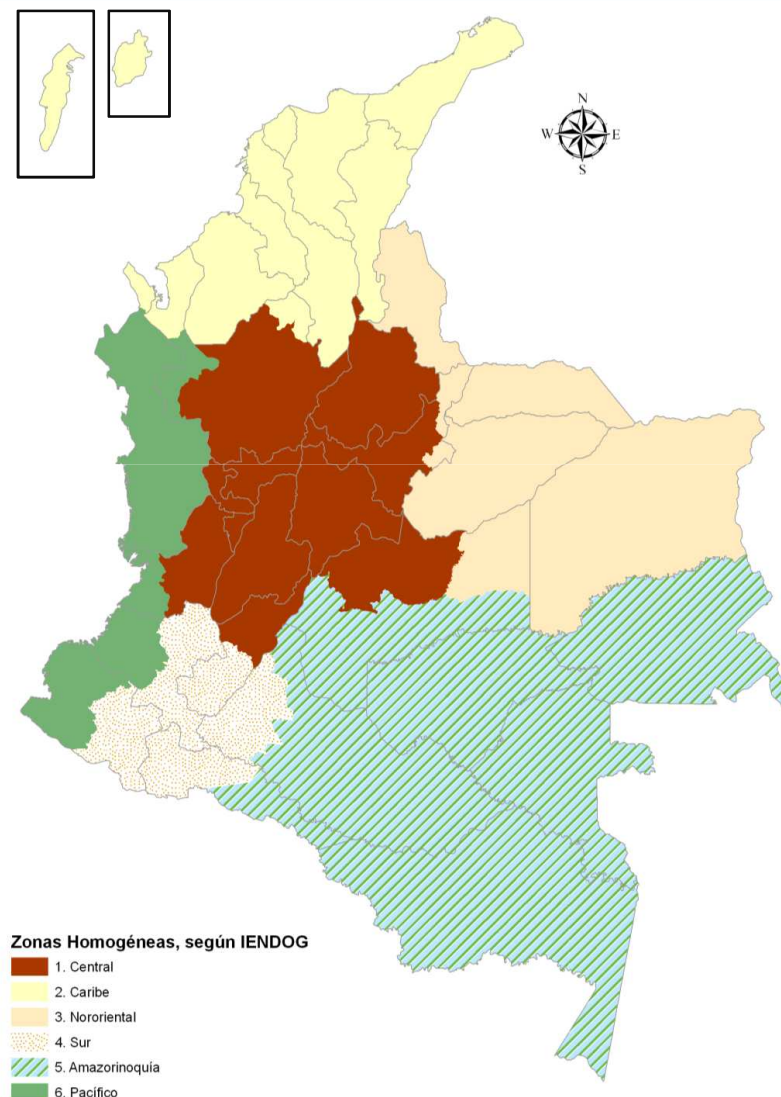 N
W E
S
Zonas Homogéneas, según IENDOG
1. Central
2. Caribe
3. Nororiental
4. Sur
5. Amazorinoquía
6. Pacífico